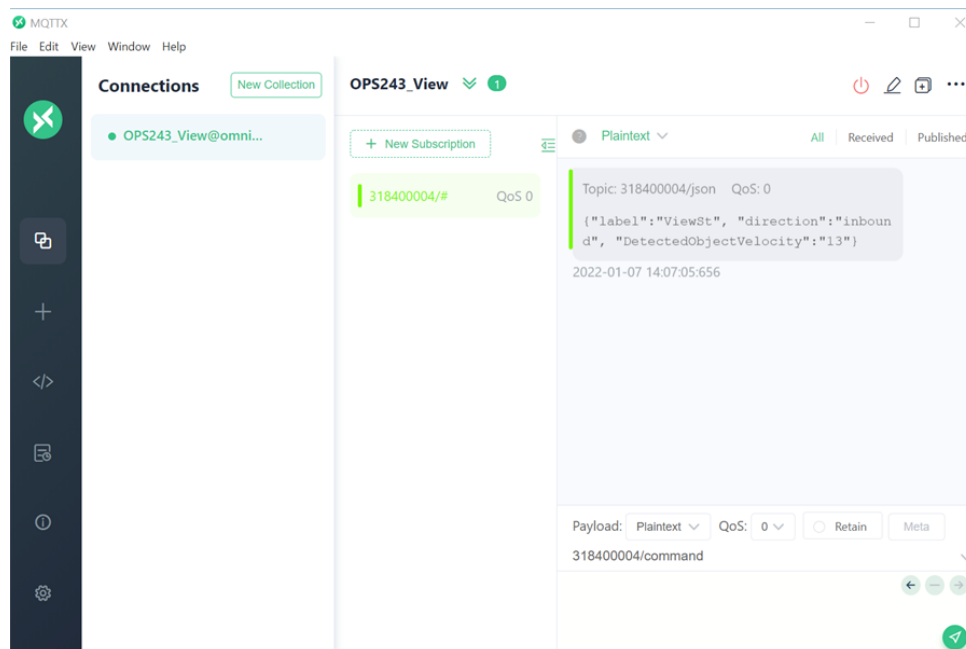 MQTTX
File Edit View Window Help
Connections
New Collection
OPS243_View@omni...
OPS243_View 1
+ New Subscription
318400004/# QoS 0
Plaintext
All Received Published
Topic: 318400004/json QoS: 0
{"label":"ViewSt", "direction":"inboun
d", "DetectedObjectVelocity":"13"}
2022-01-07 14:07:05:656
Payload: Plaintext QoS: 0 Retain Meta
318400004/command